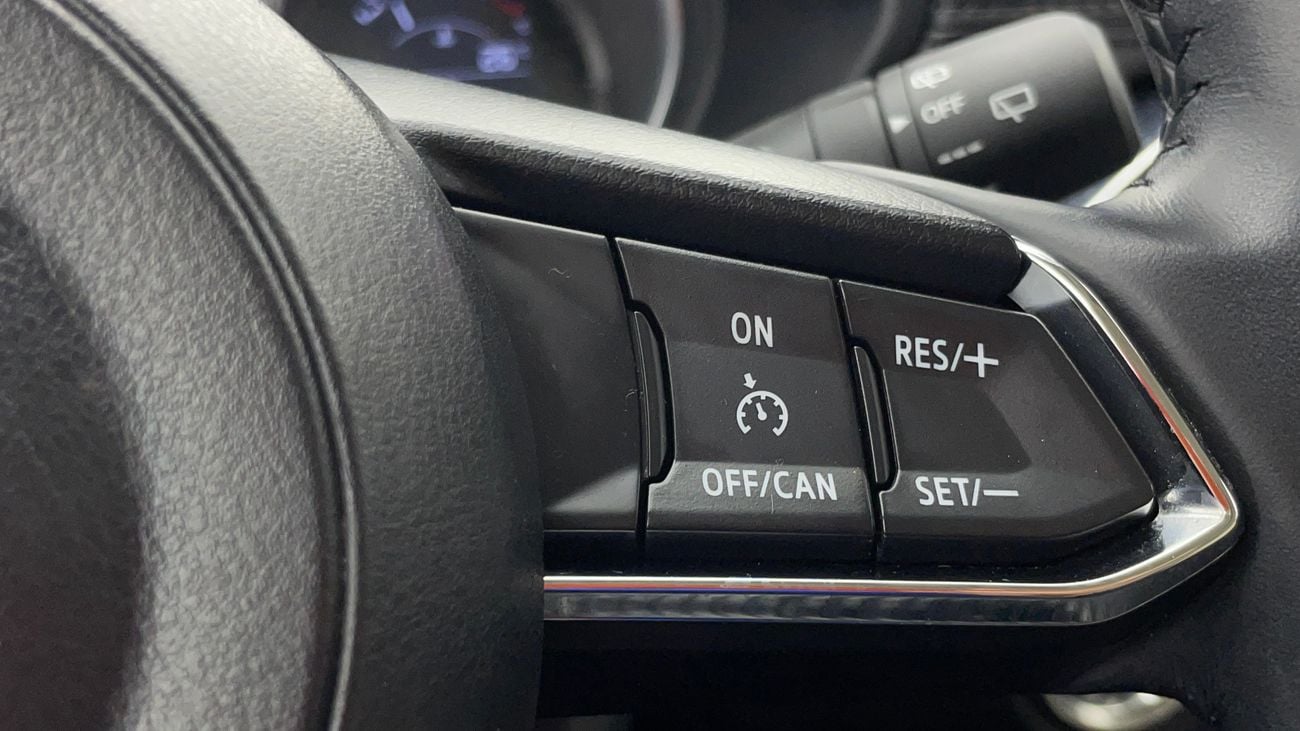 OFF
ON
RES/+
OFF/CAN
SET/−